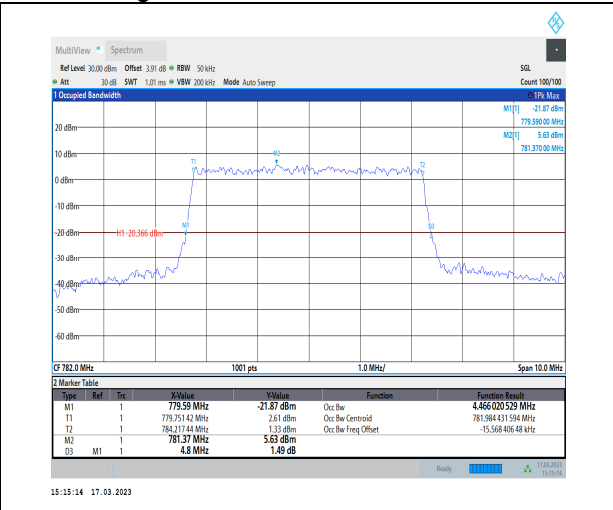 MultiView * Spectrum
Ref Level 30.00 dBm Offset 3.91 dB RBW 50 kHz SGL
Att 30 dB SWT 1.01 ms VBW 200 kHz Mode Auto Sweep Count 100/100
1 Occupied Bandwidth 1Pk Max
M1[1] -21.87 dBm
779.590 00 MHz
20 dBm M2[1] 5.63 dBm
781.370 00 MHz
10 dBm
M2
T1 T2
0 dBm
-10 dBm
M1 D3
-20 dBm H1 -20.366 dBm
-30 dBm
-40 dBm
-50 dBm
-60 dBm
CF 782.0 MHz 1001 pts 1.0 MHz/ Span 10.0 MHz
2 Marker Table
Type Ref Trc X-Value Y-Value Function Function Result
M1 1 779.59 MHz -21.87 dBm Occ Bw 4.466 020 529 MHz
T1 1 779.751 42 MHz 2.61 dBm Occ Bw Centroid 781.984 431 594 MHz
T2 1 784.217 44 MHz 1.33 dBm Occ Bw Freq Offset -15.568 406 48 kHz
M2 1 781.37 MHz 5.63 dBm
D3 M1 1 4.8 MHz 1.49 dB
Ready 17.03.2023
15:15:14
15:15:14 17.03.2023